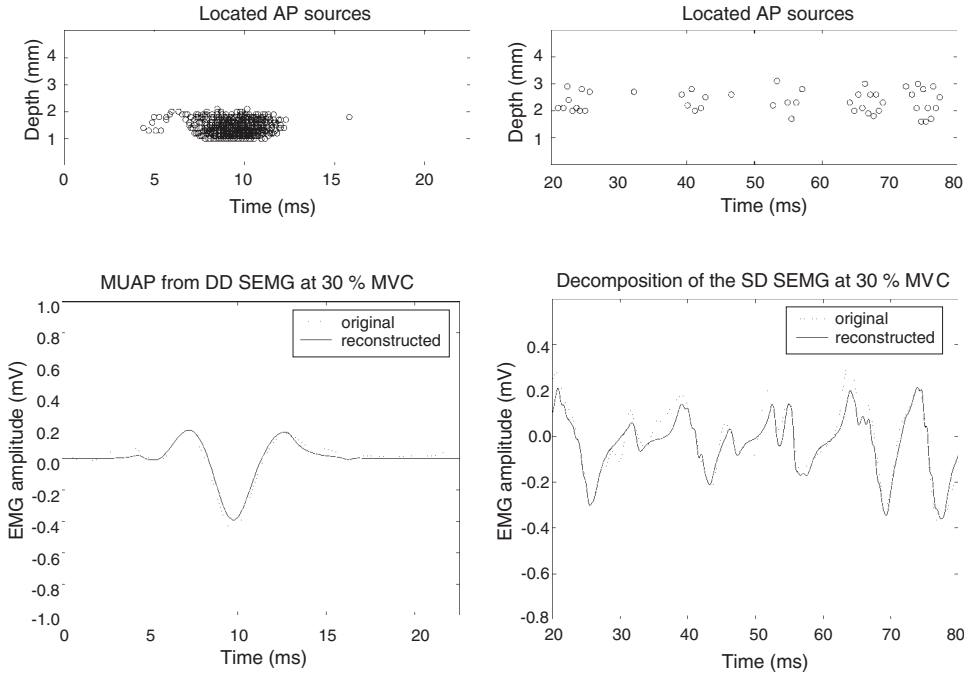 Located AP sources
Depth (mm)
4
3
2
1
0 5 10 15 20
Time (ms)
Located AP sources
Depth (mm)
4
3
2
1
20 30 40 50 60 70 80
Time (ms)
MUAP from DD SEMG at 30 % MVC
original
reconstructed
EMG amplitude (mV)
1.0
0.8
0.6
0.4
0.2
0.0
-0.2
-0.4
-0.6
-0.8
-1.0
0 5 10 15 20
Time (ms)
Decomposition of the SD SEMG at 30 % MVC
original
reconstructed
EMG amplitude (mV)
0.4
0.2
0.0
-0.2
-0.4
-0.6
-0.8
20 30 40 50 60 70 80
Time (ms)